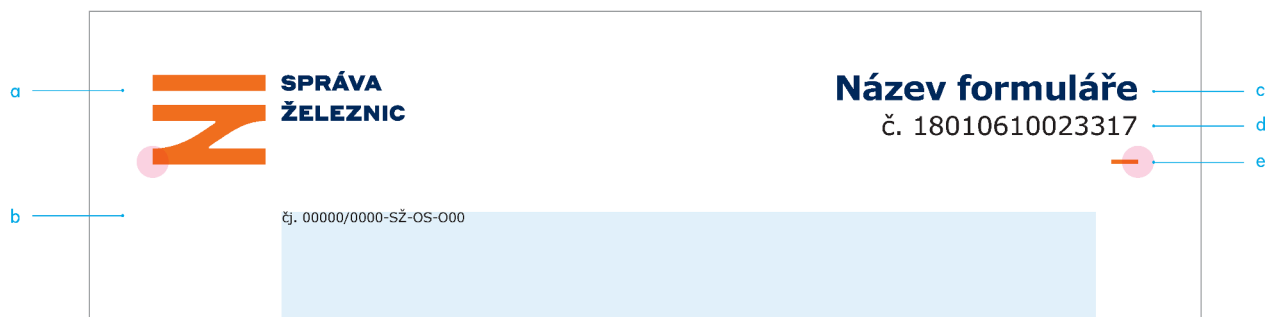 a
SPRÁVA
ŽELEZNIC
Název formuláře
c
č. 18010610023317
d
e
b
čj. 00000/0000-SŽ-OS-O00